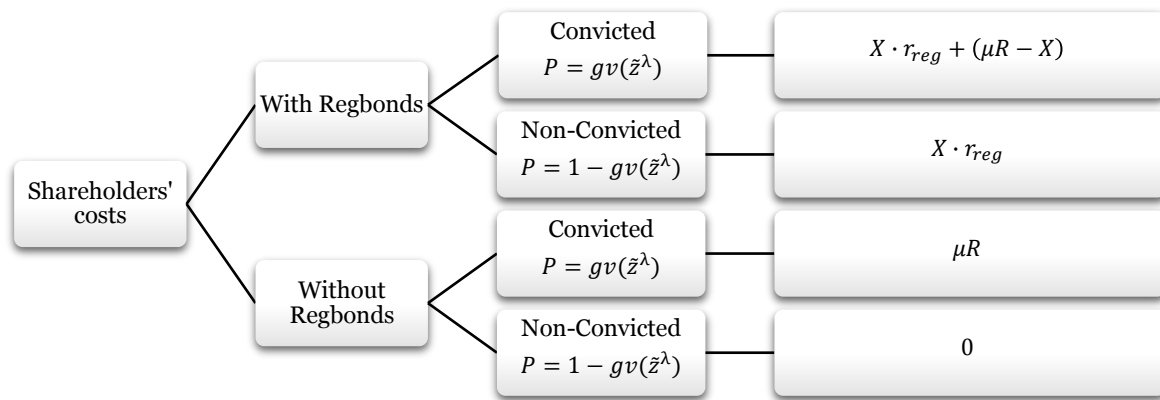 Shareholders'
costs
With Regbonds
Convicted
P = gv(z̃^λ)
X · r_reg + (μR − X)
Non-Convicted
P = 1 − gv(z̃^λ)
X · r_reg
Without
Regbonds
Convicted
P = gv(z̃^λ)
μR
Non-Convicted
P = 1 − gv(z̃^λ)
0